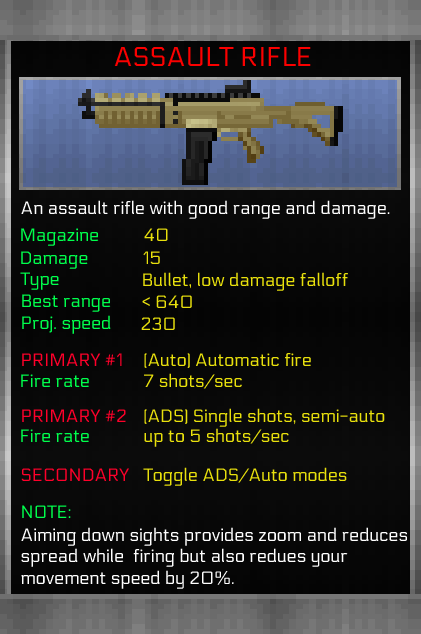 ASSAULT RIFLE
An assault rifle with good range and damage.
Magazine 40
Damage 15
Type Bullet, low damage falloff
Best range < 640
Proj. speed 230
PRIMARY #1 (Auto) Automatic fire
Fire rate 7 shots/sec
PRIMARY #2 (ADS) Single shots, semi-auto
Fire rate up to 5 shots/sec
SECONDARY Toggle ADS/Auto modes
NOTE:
Aiming down sights provides zoom and reduces
spread while firing but also redues your
movement speed by 20%.